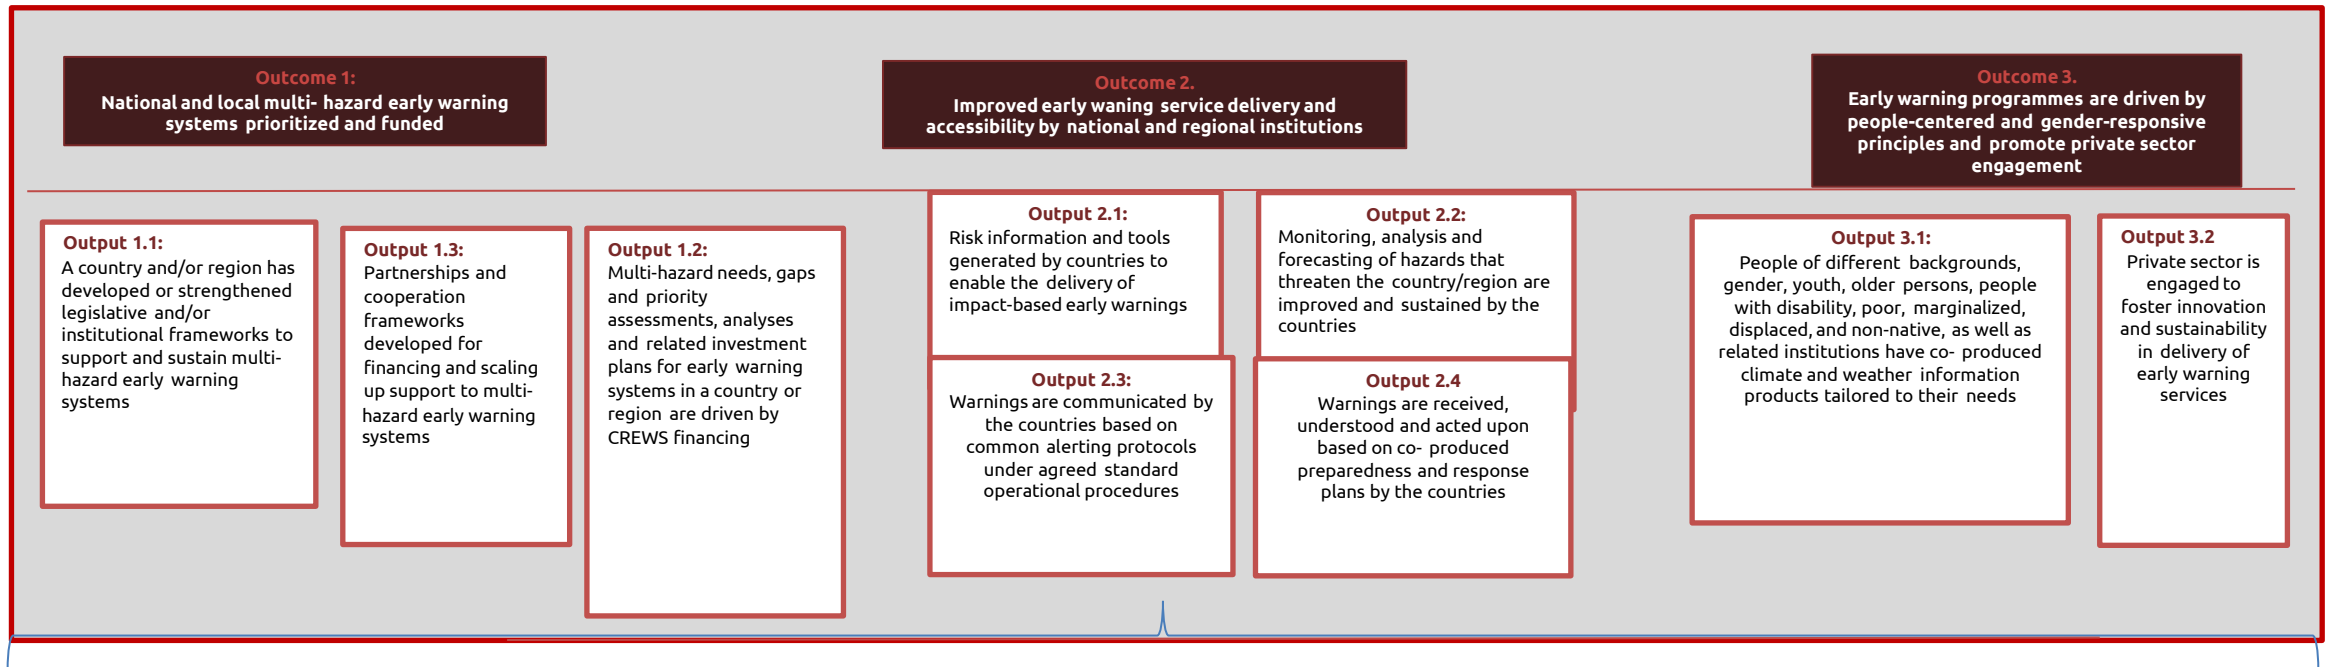 Outcome 1:
National and local multi- hazard early warning
systems prioritized and funded
Outcome 2.
Improved early waning service delivery and
accessibility by national and regional institutions
Outcome 3.
Early warning programmes are driven by
people-centered and gender-responsive
principles and promote private sector
engagement
Output 1.1:
A country and/or region has
developed or strengthened
legislative and/or
institutional frameworks to
support and sustain multi-
hazard early warning
systems
Output 1.3:
Partnerships and
cooperation
frameworks
developed for
financing and scaling
up support to multi-
hazard early warning
systems
Output 1.2:
Multi-hazard needs, gaps
and priority
assessments, analyses
and related investment
plans for early warning
systems in a country or
region are driven by
CREWS financing
Output 2.1:
Risk information and tools
generated by countries to
enable the delivery of
impact-based early warnings
Output 2.2:
Monitoring, analysis and
forecasting of hazards that
threaten the country/region are
improved and sustained by the
countries
Output 2.3:
Warnings are communicated by
the countries based on
common alerting protocols
under agreed standard
operational procedures
Output 2.4
Warnings are received,
understood and acted upon
based on co- produced
preparedness and response
plans by the countries
Output 3.1:
People of different backgrounds,
gender, youth, older persons, people
with disability, poor, marginalized,
displaced, and non-native, as well as
related institutions have co- produced
climate and weather information
products tailored to their needs
Output 3.2
Private sector is
engaged to
foster innovation
and sustainability
in delivery of
early warning
services